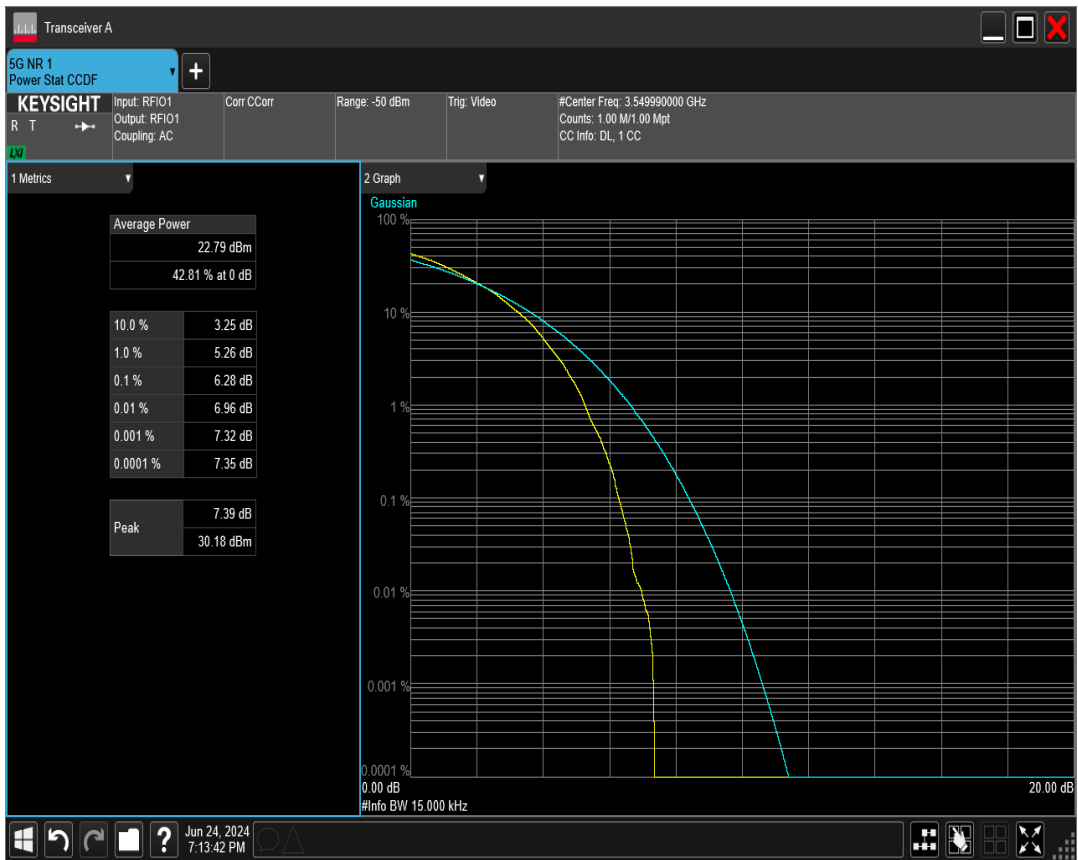 Transceiver A
5G NR 1
Power Stat CCDF
KEYSIGHT
R T
LXI
Input: RFIO1
Output: RFIO1
Coupling: AC
Corr CCorr
Range: -50 dBm
Trig: Video
#Center Freq: 3.549990000 GHz
Counts: 1.00 M/1.00 Mpt
CC Info: DL, 1 CC
1 Metrics
Average Power
22.79 dBm
42.81 % at 0 dB
10.0 % 3.25 dB
1.0 % 5.26 dB
0.1 % 6.28 dB
0.01 % 6.96 dB
0.001 % 7.32 dB
0.0001 % 7.35 dB
Peak
7.39 dB
30.18 dBm
2 Graph
Gaussian
100 %
10 %
1 %
0.1 %
0.01 %
0.001 %
0.0001 %
0.00 dB 20.00 dB
#Info BW 15.000 kHz
?
Jun 24, 2024
7:13:42 PM